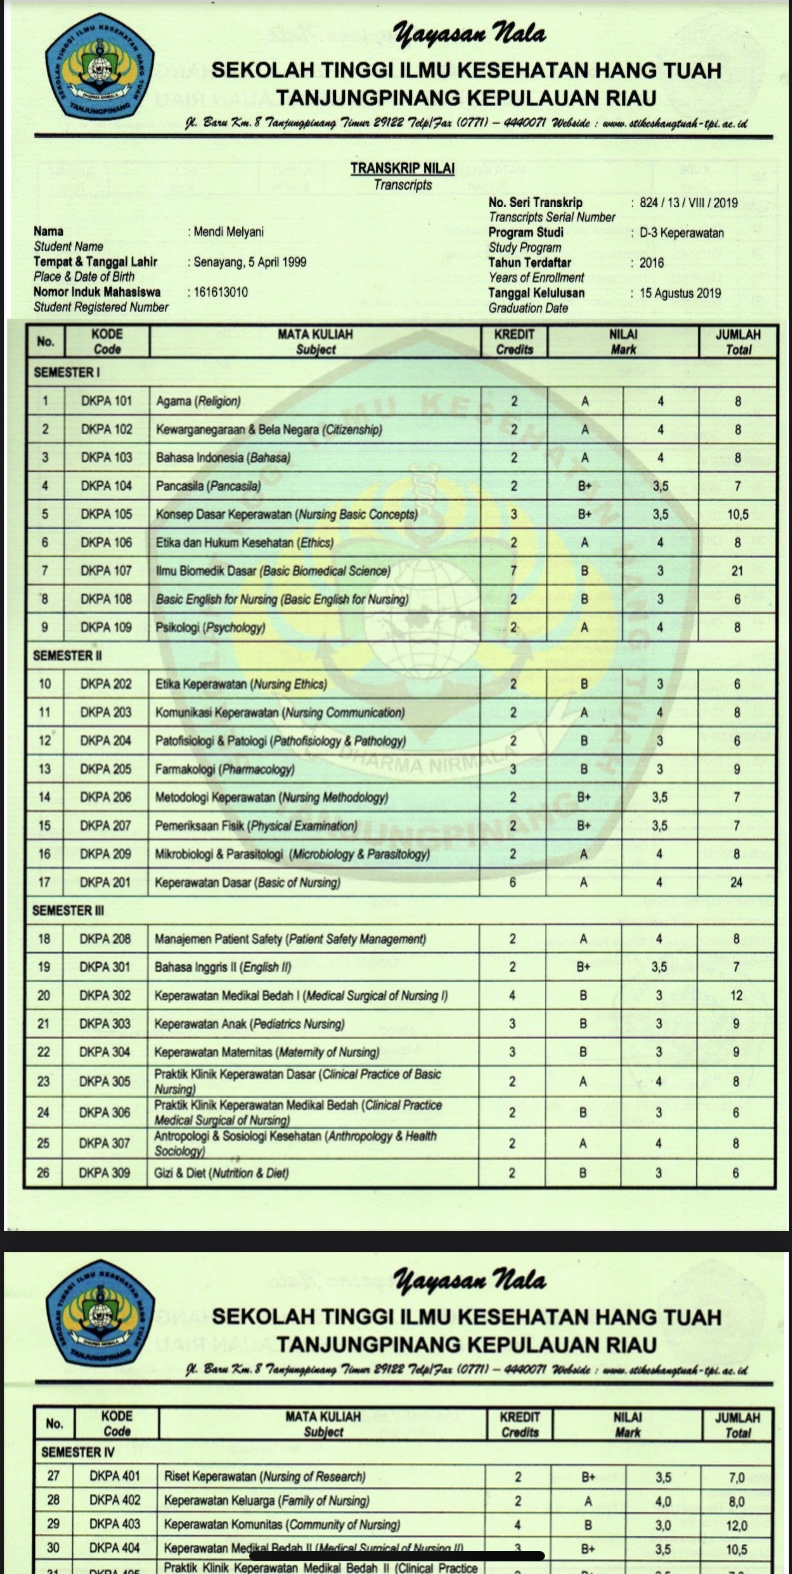 Yayasan Nala
SEKOLAH TINGGI ILMU KESEHATAN HANG TUAH
TANJUNGPINANG KEPULAUAN RIAU
Jl. Baru Km. 8 Tanjungpinang Timur 29122 Telp/Fax (0771) – 4440071 Webside : www.stikeshangtuah-tpi.ac.id
TRANSKRIP NILAI
Transcripts
No. Seri Transkrip : 824 / 13 / VIII / 2019
Transcripts Serial Number
Nama : Mendi Melyani Program Studi : D-3 Keperawatan
Student Name Study Program
Tempat & Tanggal Lahir : Senayang, 5 April 1999 Tahun Terdaftar : 2016
Place & Date of Birth Years of Enrollment
Nomor Induk Mahasiswa : 161613010 Tanggal Kelulusan : 15 Agustus 2019
Student Registered Number Graduation Date
No. KODE MATA KULIAH KREDIT NILAI JUMLAH
Code Subject Credits Mark Total
SEMESTER I
1 DKPA 101 Agama (Religion) 2 A 4 8
2 DKPA 102 Kewarganegaraan & Bela Negara (Citizenship) 2 A 4 8
3 DKPA 103 Bahasa Indonesia (Bahasa) 2 A 4 8
4 DKPA 104 Pancasila (Pancasila) 2 B+ 3,5 7
5 DKPA 105 Konsep Dasar Keperawatan (Nursing Basic Concepts) 3 B+ 3,5 10,5
6 DKPA 106 Etika dan Hukum Kesehatan (Ethics) 2 A 4 8
7 DKPA 107 Ilmu Biomedik Dasar (Basic Biomedical Science) 7 B 3 21
8 DKPA 108 Basic English for Nursing (Basic English for Nursing) 2 B 3 6
9 DKPA 109 Psikologi (Psychology) 2 A 4 8
SEMESTER II
10 DKPA 202 Etika Keperawatan (Nursing Ethics) 2 B 3 6
11 DKPA 203 Komunikasi Keperawatan (Nursing Communication) 2 A 4 8
12 DKPA 204 Patofisiologi & Patologi (Pathofisiology & Pathology) 2 B 3 6
13 DKPA 205 Farmakologi (Pharmacology) 3 B 3 9
14 DKPA 206 Metodologi Keperawatan (Nursing Methodology) 2 B+ 3,5 7
15 DKPA 207 Pemeriksaan Fisik (Physical Examination) 2 B+ 3,5 7
16 DKPA 209 Mikrobiologi & Parasitologi (Microbiology & Parasitology) 2 A 4 8
17 DKPA 201 Keperawatan Dasar (Basic of Nursing) 6 A 4 24
SEMESTER III
18 DKPA 208 Manajemen Patient Safety (Patient Safety Management) 2 A 4 8
19 DKPA 301 Bahasa Inggris II (English II) 2 B+ 3,5 7
20 DKPA 302 Keperawatan Medikal Bedah I (Medical Surgical of Nursing I) 4 B 3 12
21 DKPA 303 Keperawatan Anak (Pediatrics Nursing) 3 B 3 9
22 DKPA 304 Keperawatan Maternitas (Maternity of Nursing) 3 B 3 9
23 DKPA 305 Praktik Klinik Keperawatan Dasar (Clinical Practice of Basic
Nursing) 2 A 4 8
24 DKPA 306 Praktik Klinik Keperawatan Medikal Bedah (Clinical Practice
Medical Surgical of Nursing) 2 B 3 6
25 DKPA 307 Antropologi & Sosiologi Kesehatan (Anthropology & Health
Sociology) 2 A 4 8
26 DKPA 309 Gizi & Diet (Nutrition & Diet) 2 B 3 6
Yayasan Nala
SEKOLAH TINGGI ILMU KESEHATAN HANG TUAH
TANJUNGPINANG KEPULAUAN RIAU
Jl. Baru Km. 8 Tanjungpinang Timur 29122 Telp/Fax (0771) – 4440071 Webside : www.stikeshangtuah-tpi.ac.id
No. KODE MATA KULIAH KREDIT NILAI JUMLAH
Code Subject Credits Mark Total
SEMESTER IV
27 DKPA 401 Riset Keperawatan (Nursing of Research) 2 B+ 3,5 7,0
28 DKPA 402 Keperawatan Keluarga (Family of Nursing) 2 A 4,0 8,0
29 DKPA 403 Keperawatan Komunitas (Community of Nursing) 4 B 3,0 12,0
30 DKPA 404 Keperawatan Medikal Bedah II (Medical Surgical of Nursing II) 3 B+ 3,5 10,5
Praktik Klinik Keperawatan Medikal Bedah II (Clinical Practice